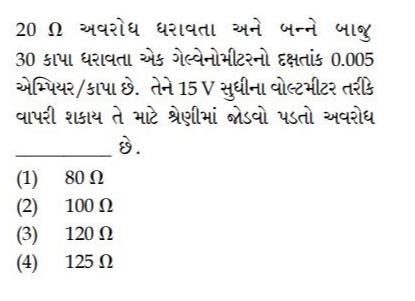 20 Ω અવરોધ ધરાવતા અને બન્ને બાજુ
30 કાપા ધરાવતા એક ગેલ્વેનોમીટરનો દક્ષતાંક 0.005
એમ્પિયર/કાપા છે. તેને 15 V સુધીના વોલ્ટમીટર તરીકે
વાપરી શકાય તે માટે શ્રેણીમાં જોડવો પડતો અવરોધ
__________ છે.
(1) 80 Ω
(2) 100 Ω
(3) 120 Ω
(4) 125 Ω